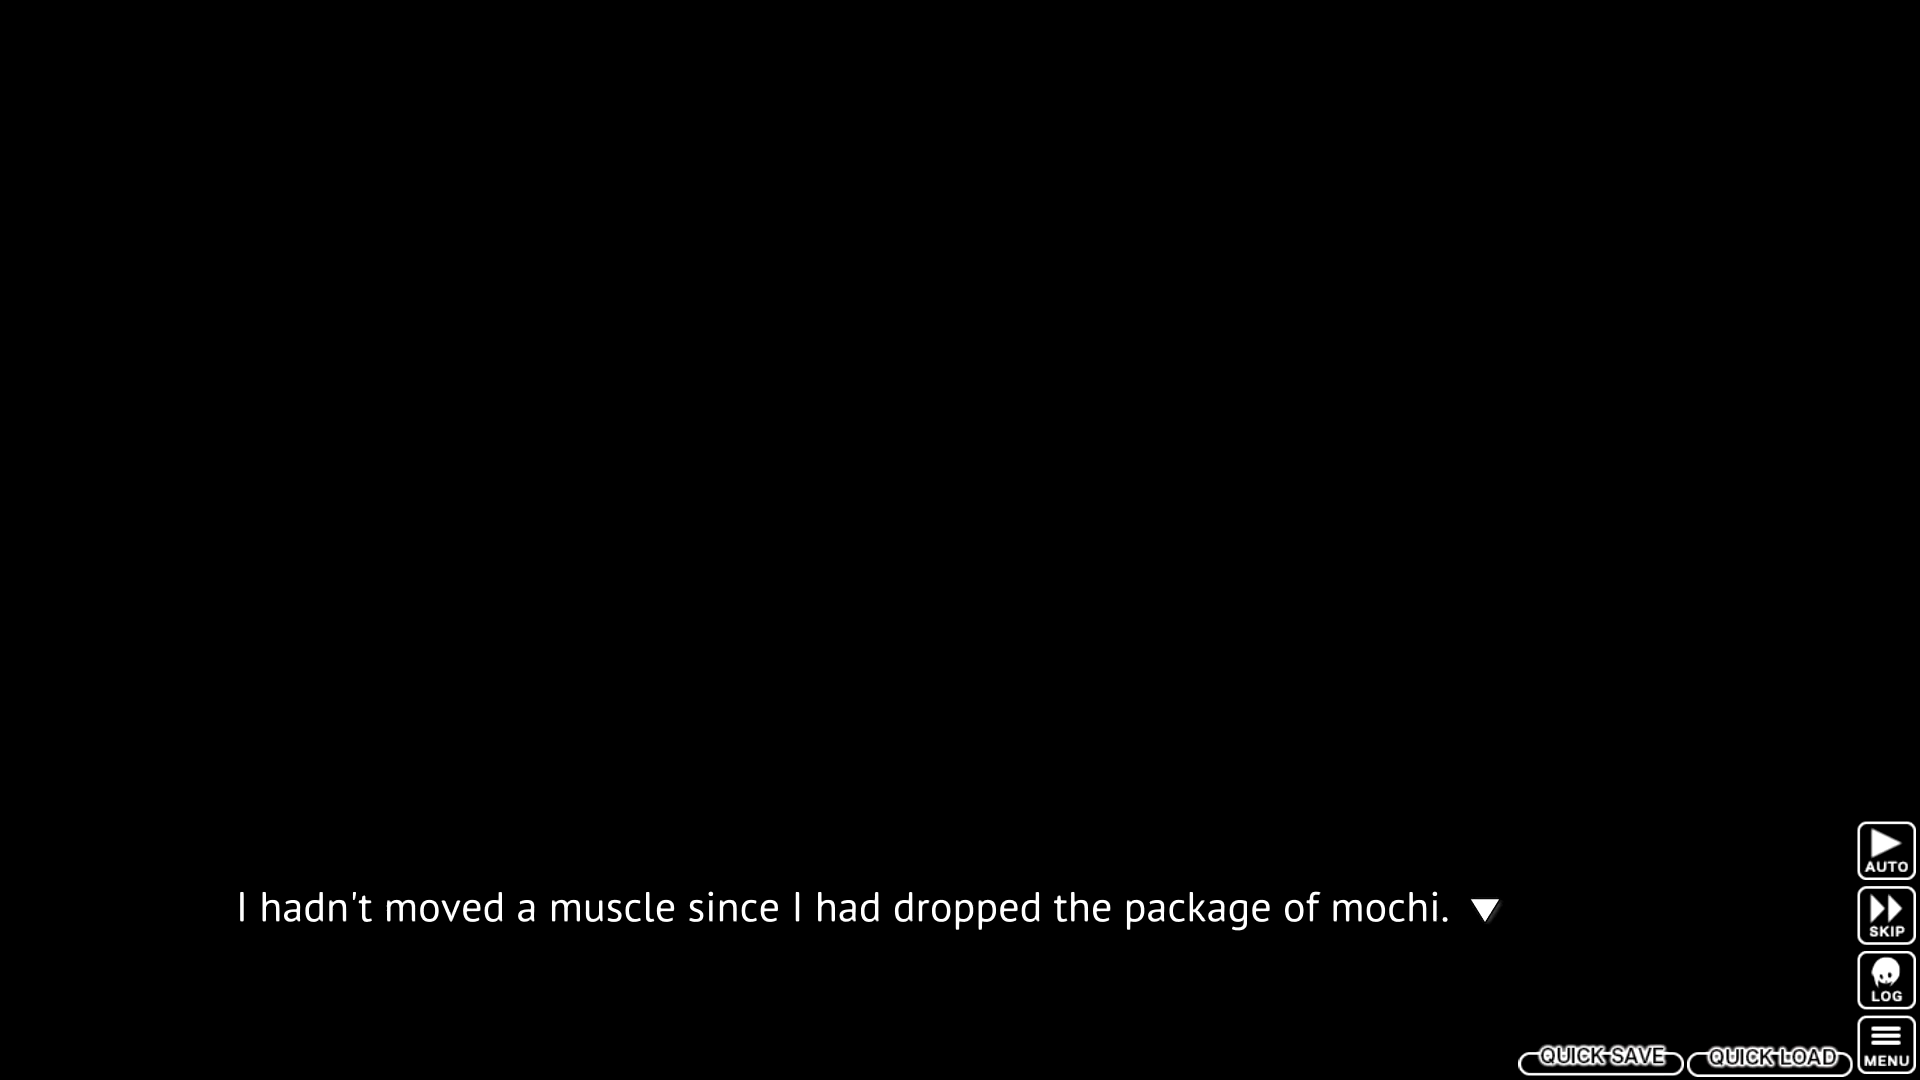 I hadn't moved a muscle since I had dropped the package of mochi.
AUTO
SKIP
LOG
MENU
QUICK SAVE
QUICK LOAD